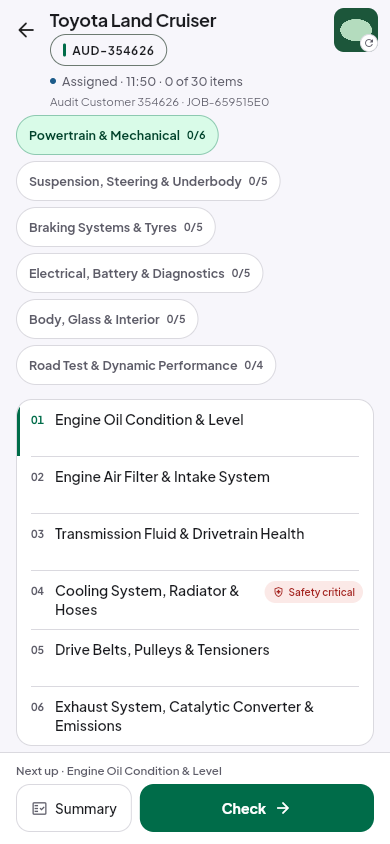 Toyota Land Cruiser
AUD-354626
Assigned · 11:50 · 0 of 30 items
Audit Customer 354626 · JOB-659515E0
Powertrain & Mechanical 0/6
Suspension, Steering & Underbody 0/5
Braking Systems & Tyres 0/5
Electrical, Battery & Diagnostics 0/5
Body, Glass & Interior 0/5
Road Test & Dynamic Performance 0/4
01 Engine Oil Condition & Level
02 Engine Air Filter & Intake System
03 Transmission Fluid & Drivetrain Health
04 Cooling System, Radiator & Safety critical
Hoses
05 Drive Belts, Pulleys & Tensioners
06 Exhaust System, Catalytic Converter &
Emissions
Next up · Engine Oil Condition & Level
Summary Check